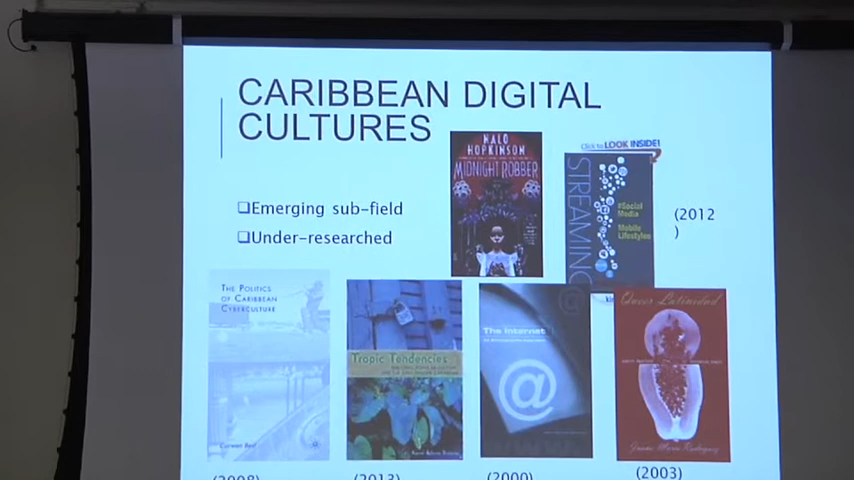 CARIBBEAN DIGITAL
CULTURES
❑Emerging sub-field
❑Under-researched
NALO
HOPKINSON
MIDNIGHT ROBBER
Click to LOOK INSIDE!
STREAMING
#Social
Media
Mobile
Lifestyles
(2012
)
THE POLITICS
OF CARIBBEAN
CYBERCULTURE
(2008)
Tropic Tendencies
(2013)
The Internet
@
(2000)
Queer Latinidad
(2003)